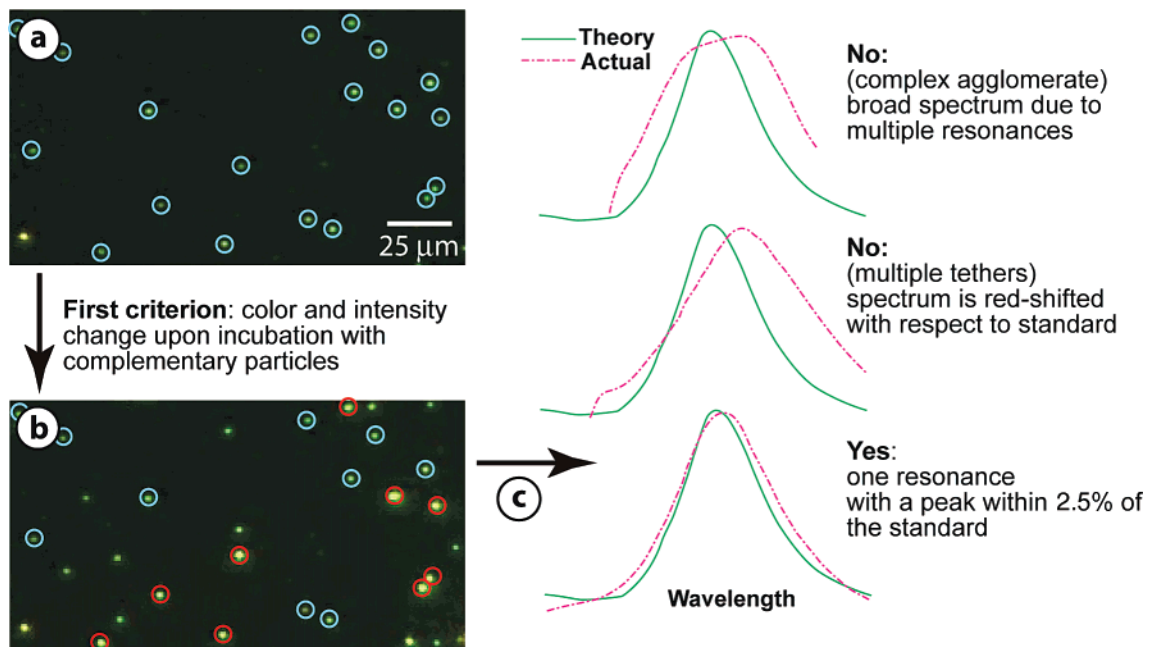 a
25 μm
First criterion: color and intensity
change upon incubation with
complementary particles
b
c
Theory
Actual
No:
(complex agglomerate)
broad spectrum due to
multiple resonances
No:
(multiple tethers)
spectrum is red-shifted
with respect to standard
Yes:
one resonance
with a peak within 2.5% of
the standard
Wavelength